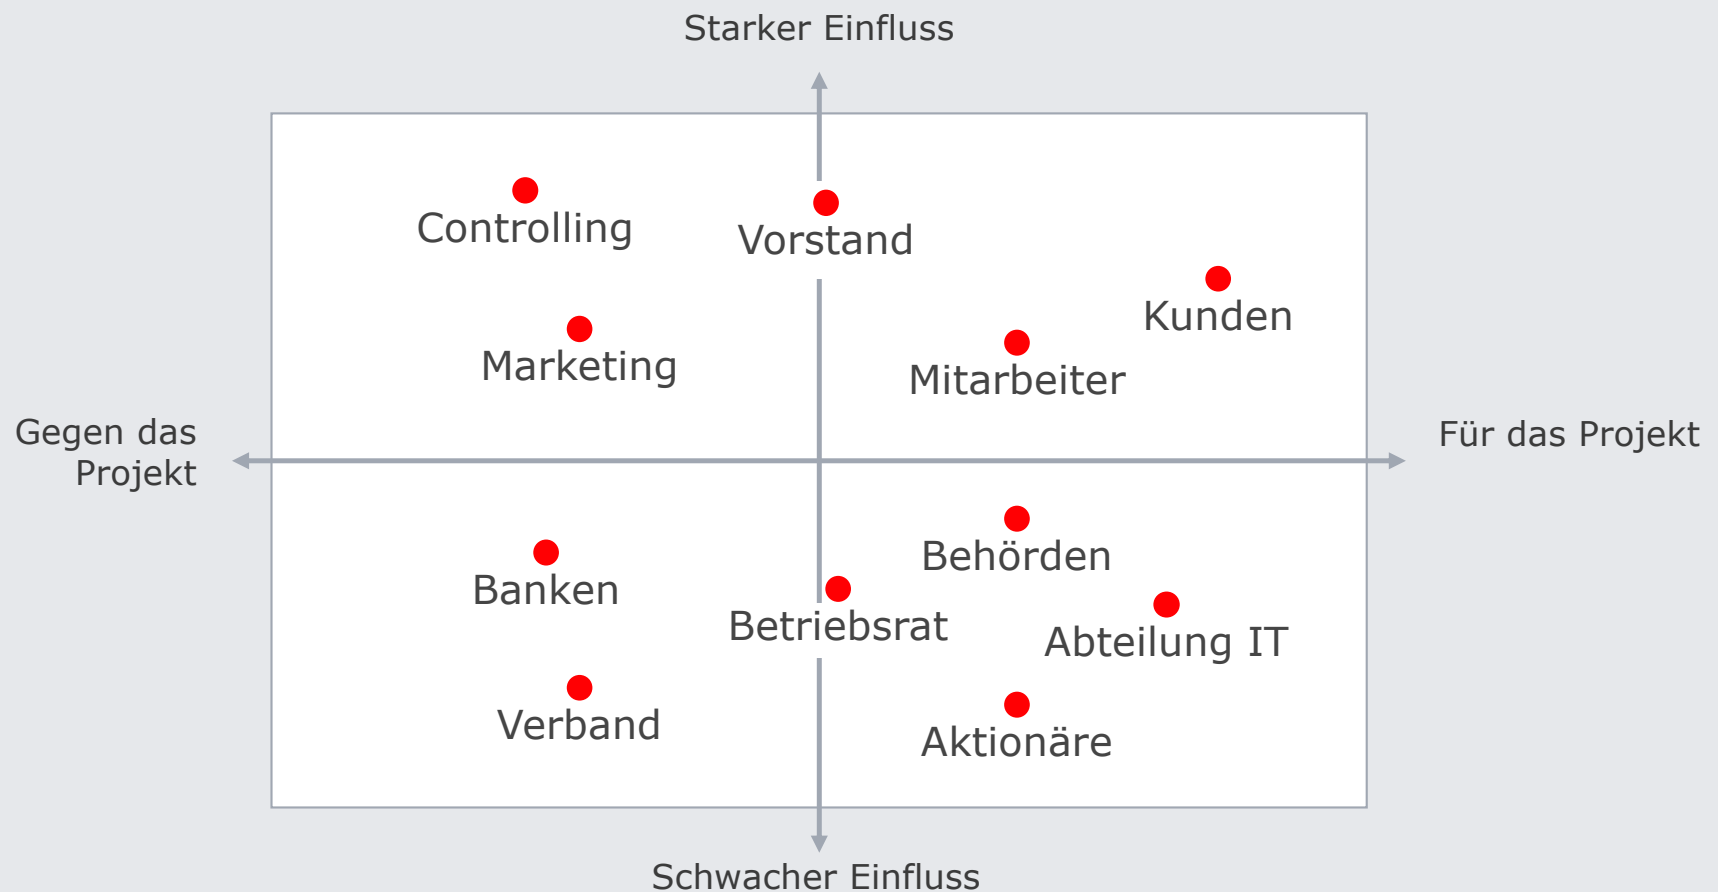 Starker Einfluss
Controlling
Vorstand
Kunden
Marketing
Mitarbeiter
Gegen das
Projekt
Für das Projekt
Behörden
Banken
Betriebsrat
Abteilung IT
Verband
Aktionäre
Schwacher Einfluss